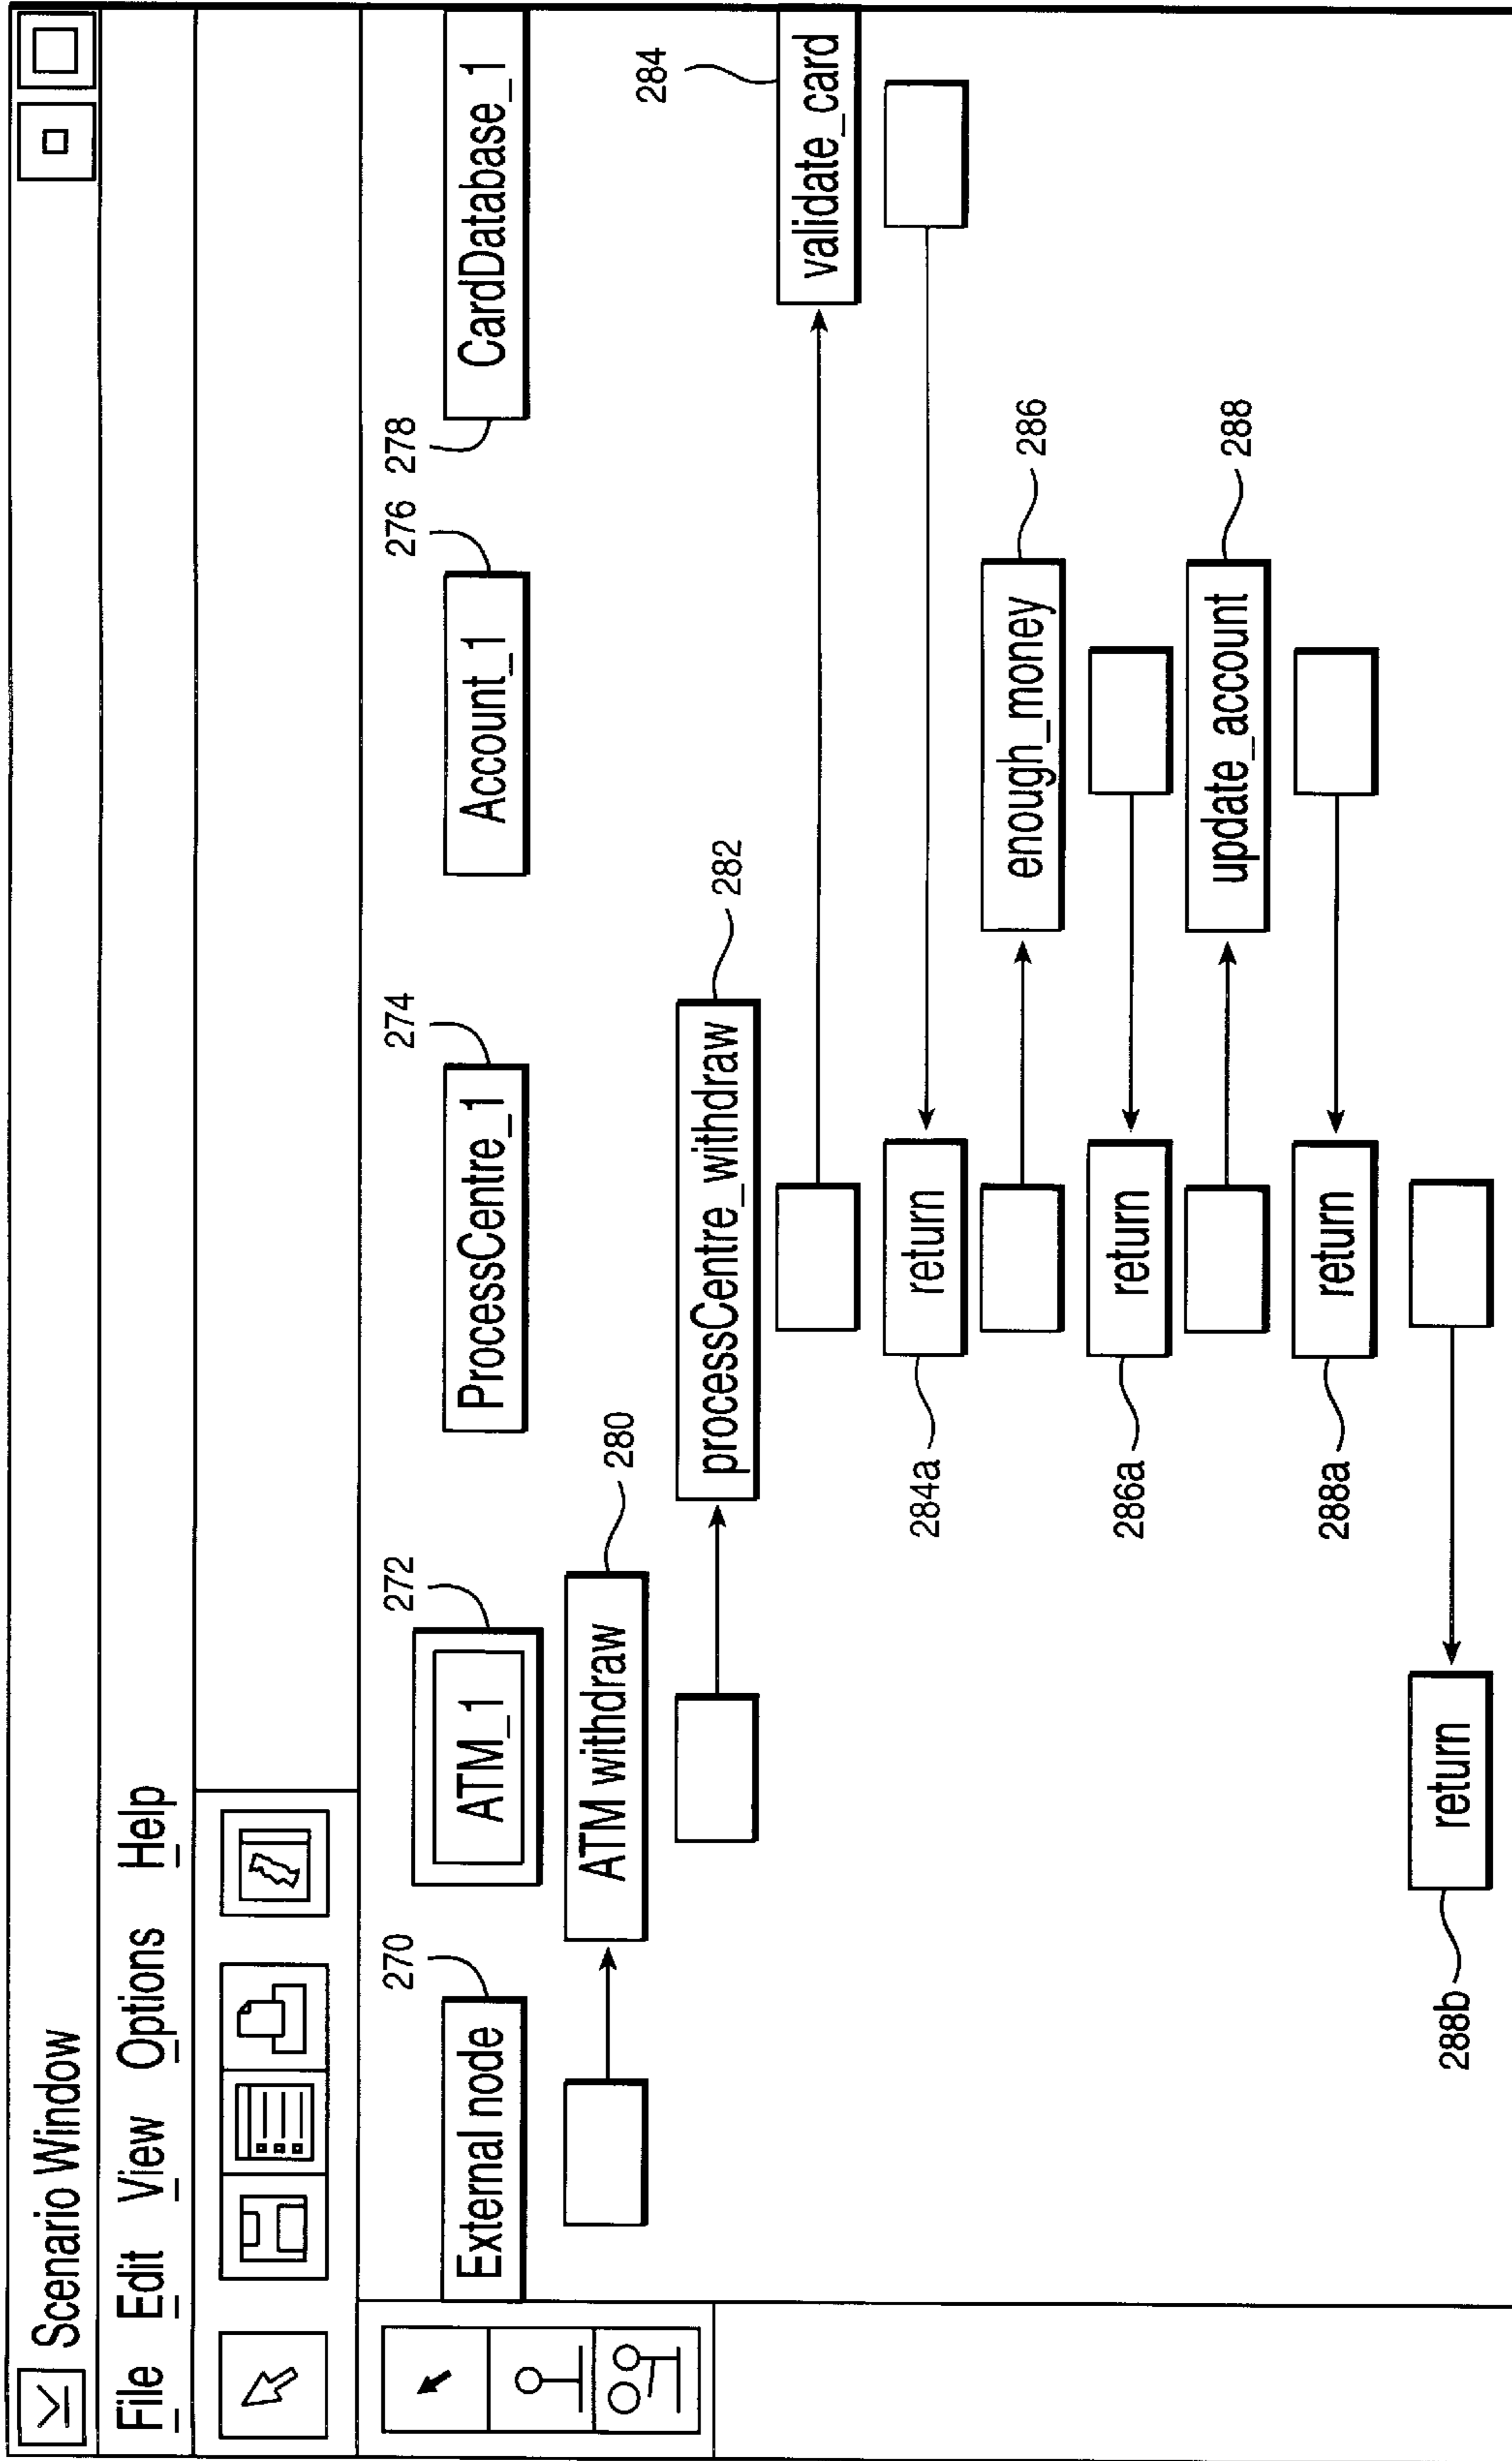 Scenario Window
File Edit View Options Help
270 272 274 276 278
External node ATM_1 ProcessCentre_1 Account_1 CardDatabase_1
ATM withdraw 280
processCentre_withdraw 282
284
validate_card
284a return
enough_money 286
286a return
update_account 288
288a return
288b return